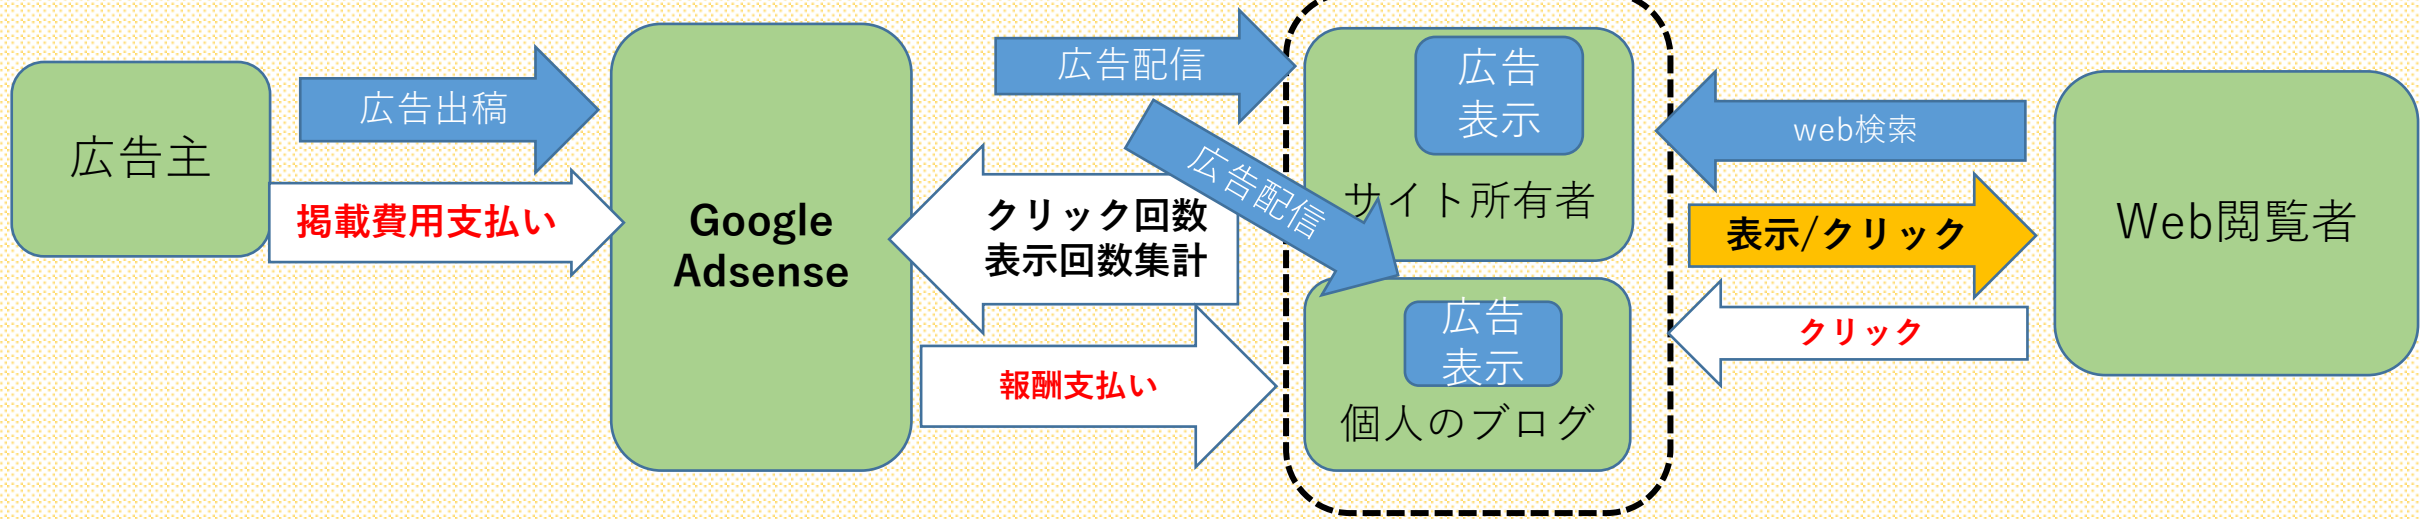 広告主
広告出稿
掲載費用支払い
Google
Adsense
広告配信
広告配信
クリック回数
表示回数集計
報酬支払い
広告
表示
サイト所有者
広告
表示
個人のブログ
web検索
表示/クリック
クリック
Web閲覧者